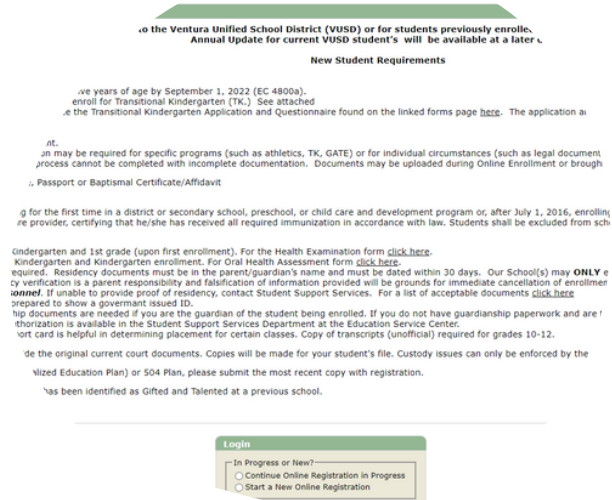 to the Ventura Unified School District (VUSD) or for students previously
Annual Update for current VUSD student's will be available at a later
New Student Requirements
years of age by September 1, 2022 (EC 4800a).
enroll for Transitional Kindergarten (TK.) See attached
the Transitional Kindergarten Application and Questionnaire found on the linked forms page here. The application
may be required for specific programs (such as athletics, TK, GATE) or for individual circumstances (such as legal
process cannot be completed with incomplete documentation. Documents may be uploaded during Online Enrollment or
, Passport or Baptismal Certificate/Affidavit
for the first time in a district or secondary school, preschool, or child care and development program or, after July 1, 2016,
provider, certifying that he/she has received all required immunization in accordance with law. Students shall be excluded from
Kindergarten and 1st grade (upon first enrollment). For the Health Examination form click here.
Kindergarten and Kindergarten enrollment. For Oral Health Assessment form click here.
required. Residency documents must be in the parent/guardian's name and must be dated within 30 days. Our School(s) may ONLY
verification is a parent responsibility and falsification of information provided will be grounds for immediate cancellation of
If unable to provide proof of residency, contact Student Support Services. For a list of acceptable documents click here
prepared to show a govermant issued ID.
documents are needed if you are the guardian of the student being enrolled. If you do not have guardianship paperwork and are
is available in the Student Support Services Department at the Education Service Center.
card is helpful in determining placement for certain classes. Copy of transcripts (unofficial) required for grades 10-12.
the original current court documents. Copies will be made for your student's file. Custody issues can only be enforced by the
Education Plan) or 504 Plan, please submit the most recent copy with registration.
has been identified as Gifted and Talented at a previous school.
Login
In Progress or New?
Continue Online Registration in Progress
Start a New Online Registration